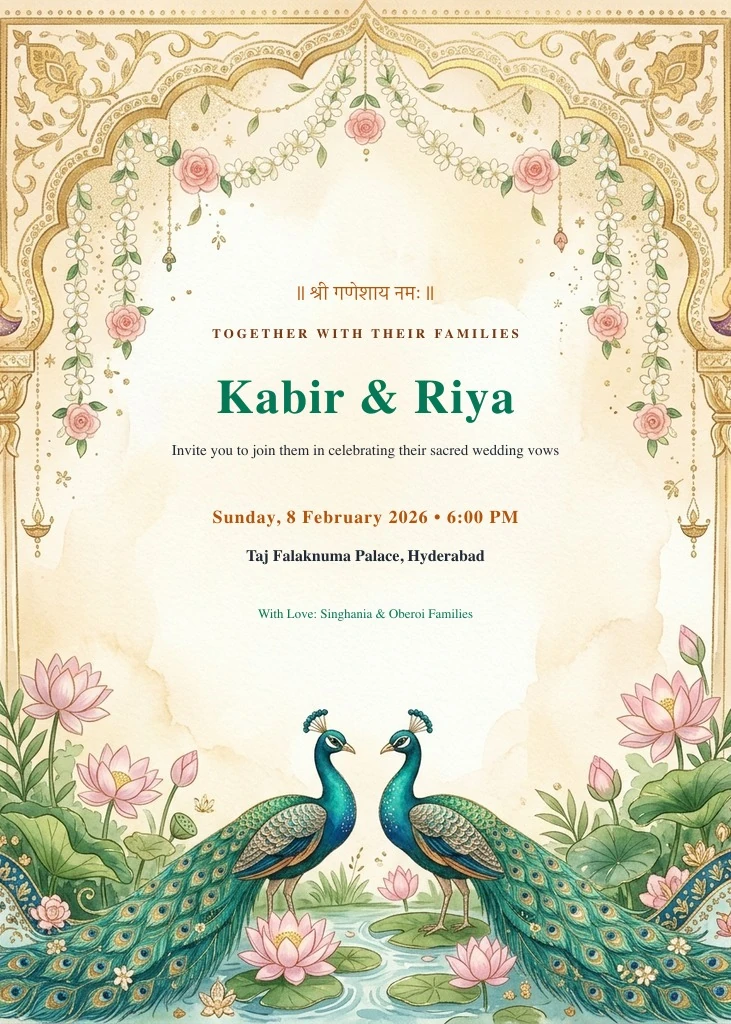 ॥ श्री गणेशाय नमः ॥
TOGETHER WITH THEIR FAMILIES
Kabir & Riya
Invite you to join them in celebrating their sacred wedding vows
Sunday, 8 February 2026 • 6:00 PM
Taj Falaknuma Palace, Hyderabad
With Love: Singhania & Oberoi Families